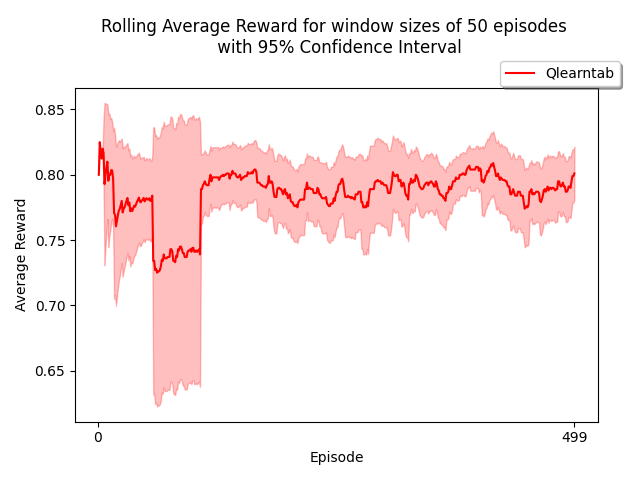 Rolling Average Reward for window sizes of 50 episodes
with 95% Confidence Interval
Qlearntab
0.85
0.80
0.75
0.70
0.65
Average Reward
0
499
Episode